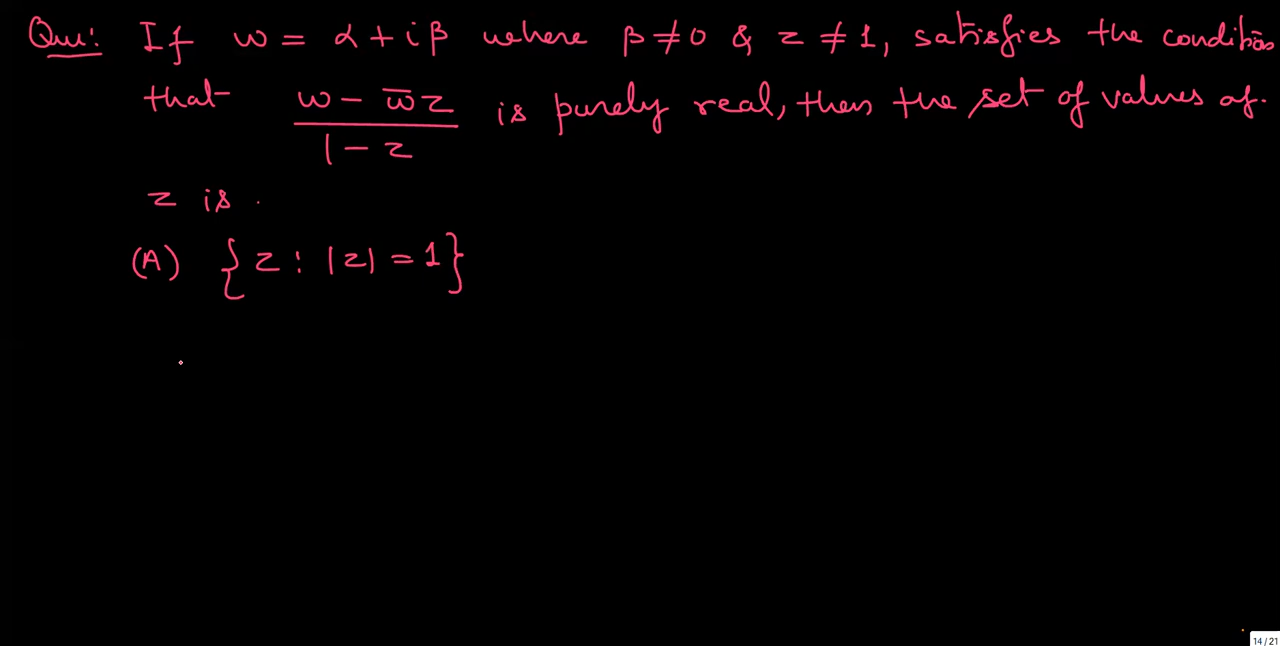 Que: If w = α + iβ where β ≠ 0 & z ≠ 1, satisfies the condition
that (w - w̄z)/(1 - z) is purely real, then the set of values of
z is.
(A) {z : |z| = 1}
14/21